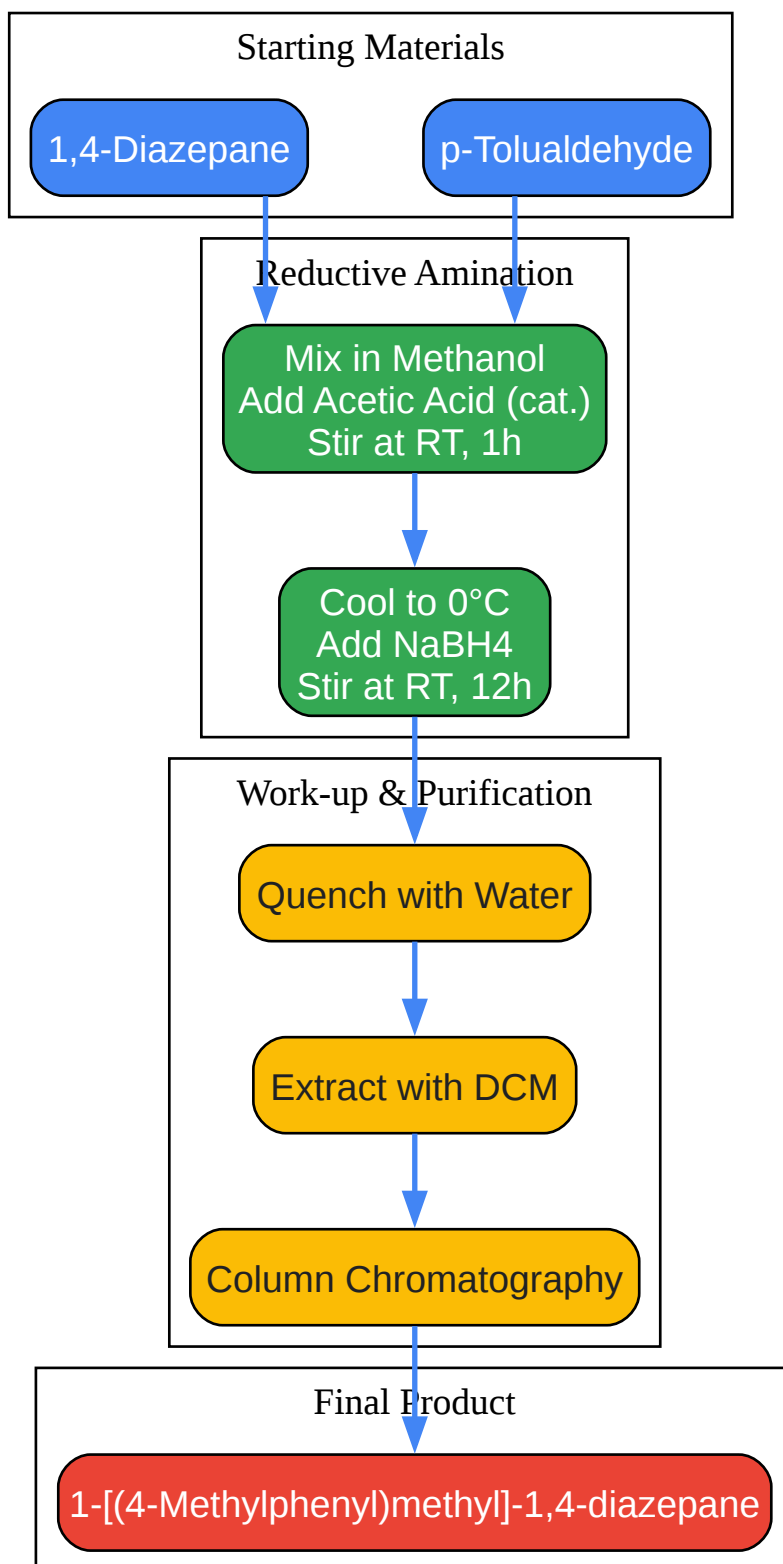 Starting Materials
1,4-Diazepane
p-Tolualdehyde
Reductive Amination
Mix in Methanol
Add Acetic Acid (cat.)
Stir at RT, 1h
Cool to 0°C
Add NaBH4
Stir at RT, 12h
Work-up & Purification
Quench with Water
Extract with DCM
Column Chromatography
Final Product
1-[(4-Methylphenyl)methyl]-1,4-diazepane